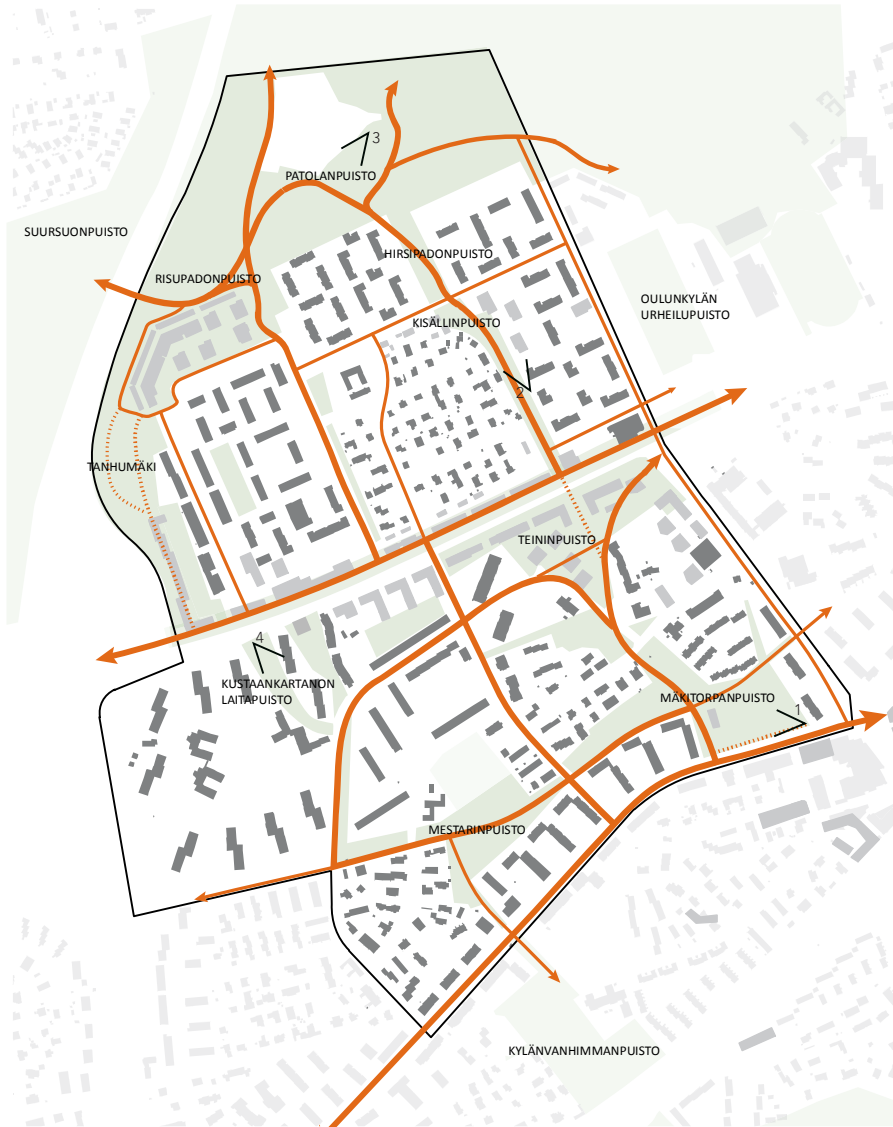 3
PATOLANPUISTO
SUURSUONPUISTO
HIRSIPADONPUISTO
RISUPADONPUISTO
OULUNKYLÄN
URHEILUPUISTO
KISÄLLINPUISTO
2
TANHUMÄKI
TEININPUISTO
4
KUSTAANKARTANON
LAITAPUISTO
MÄKITORPANPUISTO
1
MESTARINPUISTO
KYLÄNVANHIMMANPUISTO